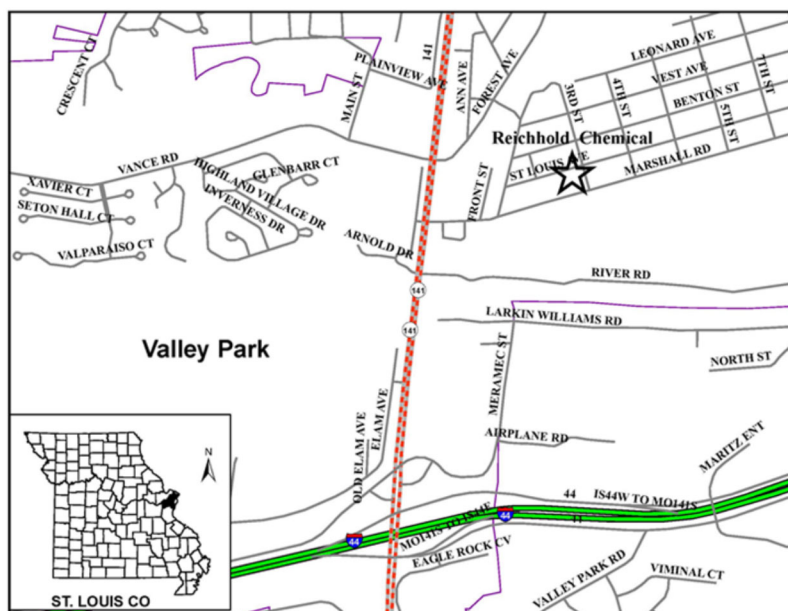 CRESCENT CT
PLAINVIEW AVE
141
MAIN ST
ANN AVE
FOREST AVE
LEONARD AVE
VEST AVE
BENTON ST
3RD ST
4TH ST
5TH ST
7TH ST
Reichhold Chemical
ST LOUIS AVE
MARSHALL RD
FRONT ST
VANCE RD
XAVIER CT
SETON HALL CT
VALPARAISO CT
HIGHLAND VILLAGE DR
GLENBARR CT
INVERNESS DR
ARNOLD DR
RIVER RD
141
141
LARKIN WILLIAMS RD
NORTH ST
MERAMEC ST
Valley Park
OLD ELAM AVE
ELAM AVE
AIRPLANE RD
MARITZ ENT
44
IS44W TO MO141S
44
44
44
MO141S TO IS44E
EAGLE ROCK CV
VALLEY PARK RD
VIMINAL CT
N
ST. LOUIS CO